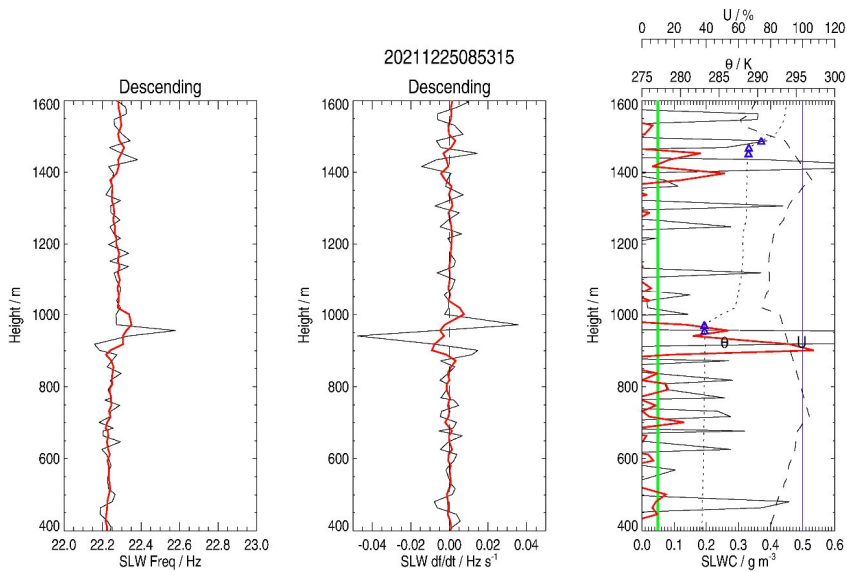 U / %
0 20 40 60 80 100 120
20211225085315
θ / K
Descending
Descending
275 280 285 290 295 300
1600
1400
1200
1000
800
600
400
Height / m
22.0 22.2 22.4 22.6 22.8 23.0
SLW Freq / Hz
1600
1400
1200
1000
800
600
400
Height / m
-0.04 -0.02 0.00 0.02 0.04
SLW df/dt / Hz s-1
1600
1400
1200
1000
800
600
400
Height / m
θ U
0.0 0.1 0.2 0.3 0.4 0.5 0.6
SLWC / g m-3